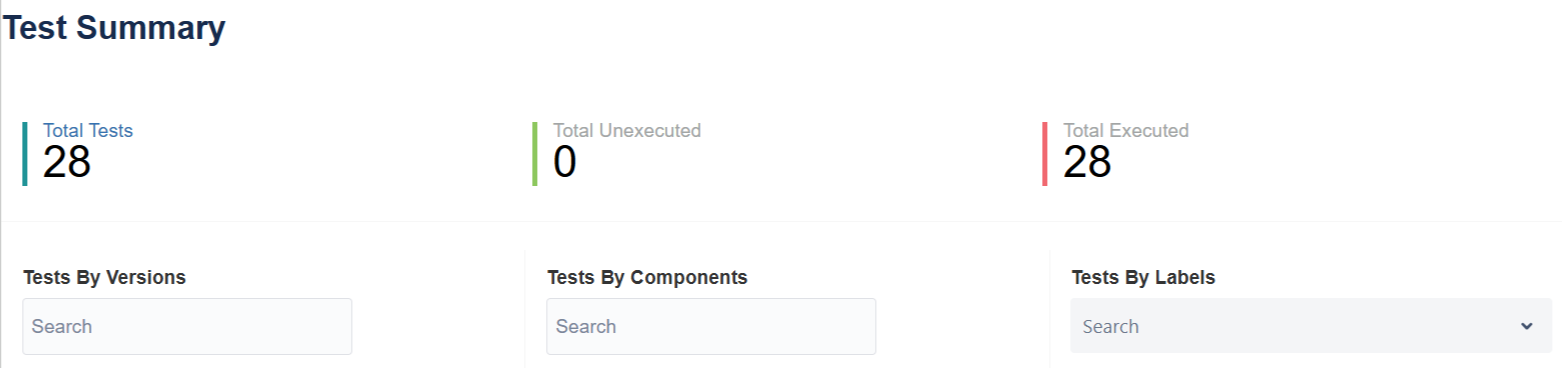 Test Summary
Total Tests
28
Total Unexecuted
0
Total Executed
28
Tests By Versions
Search
Tests By Components
Search
Tests By Labels
Search